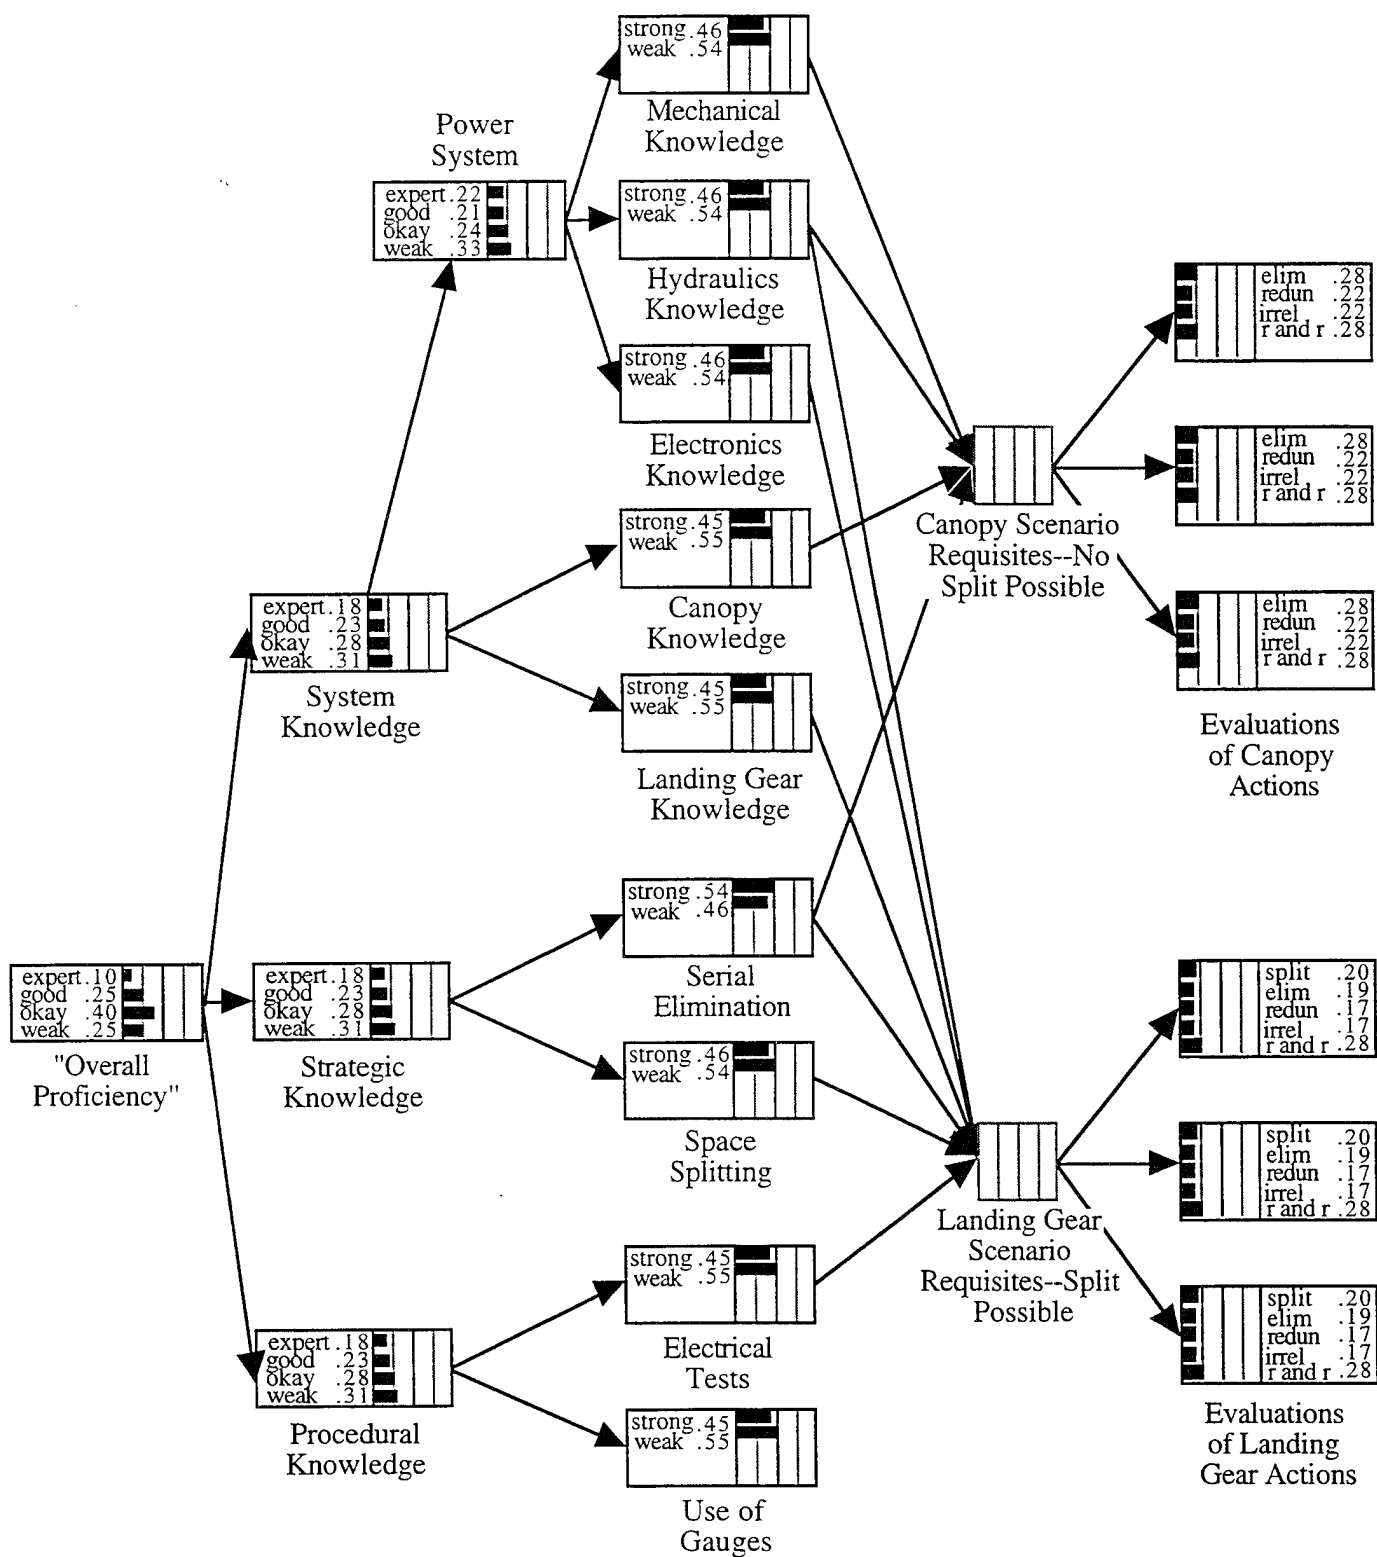 strong .46
weak .54
Mechanical
Knowledge
Power
System
expert .22
good .21
okay .24
weak .33
strong .46
weak .54
Hydraulics
Knowledge
strong .46
weak .54
Electronics
Knowledge
strong .45
weak .55
Canopy
Knowledge
expert .18
good .23
okay .28
weak .31
System
Knowledge
strong .45
weak .55
Landing Gear
Knowledge
strong .54
weak .46
Serial
Elimination
expert .10
good .25
okay .40
weak .25
"Overall
Proficiency"
expert .18
good .23
okay .28
weak .31
Strategic
Knowledge
strong .46
weak .54
Space
Splitting
strong .45
weak .55
Electrical
Tests
expert .18
good .23
okay .28
weak .31
Procedural
Knowledge
strong .45
weak .55
Use of
Gauges
Canopy Scenario
Requisites--No
Split Possible
elim .28
redun .22
irrel .22
r and r .28
elim .28
redun .22
irrel .22
r and r .28
elim .28
redun .22
irrel .22
r and r .28
Evaluations
of Canopy
Actions
Landing Gear
Scenario
Requisites--Split
Possible
split .20
elim .19
redun .17
irrel .17
r and r .28
split .20
elim .19
redun .17
irrel .17
r and r .28
split .20
elim .19
redun .17
irrel .17
r and r .28
Evaluations
of Landing
Gear Actions